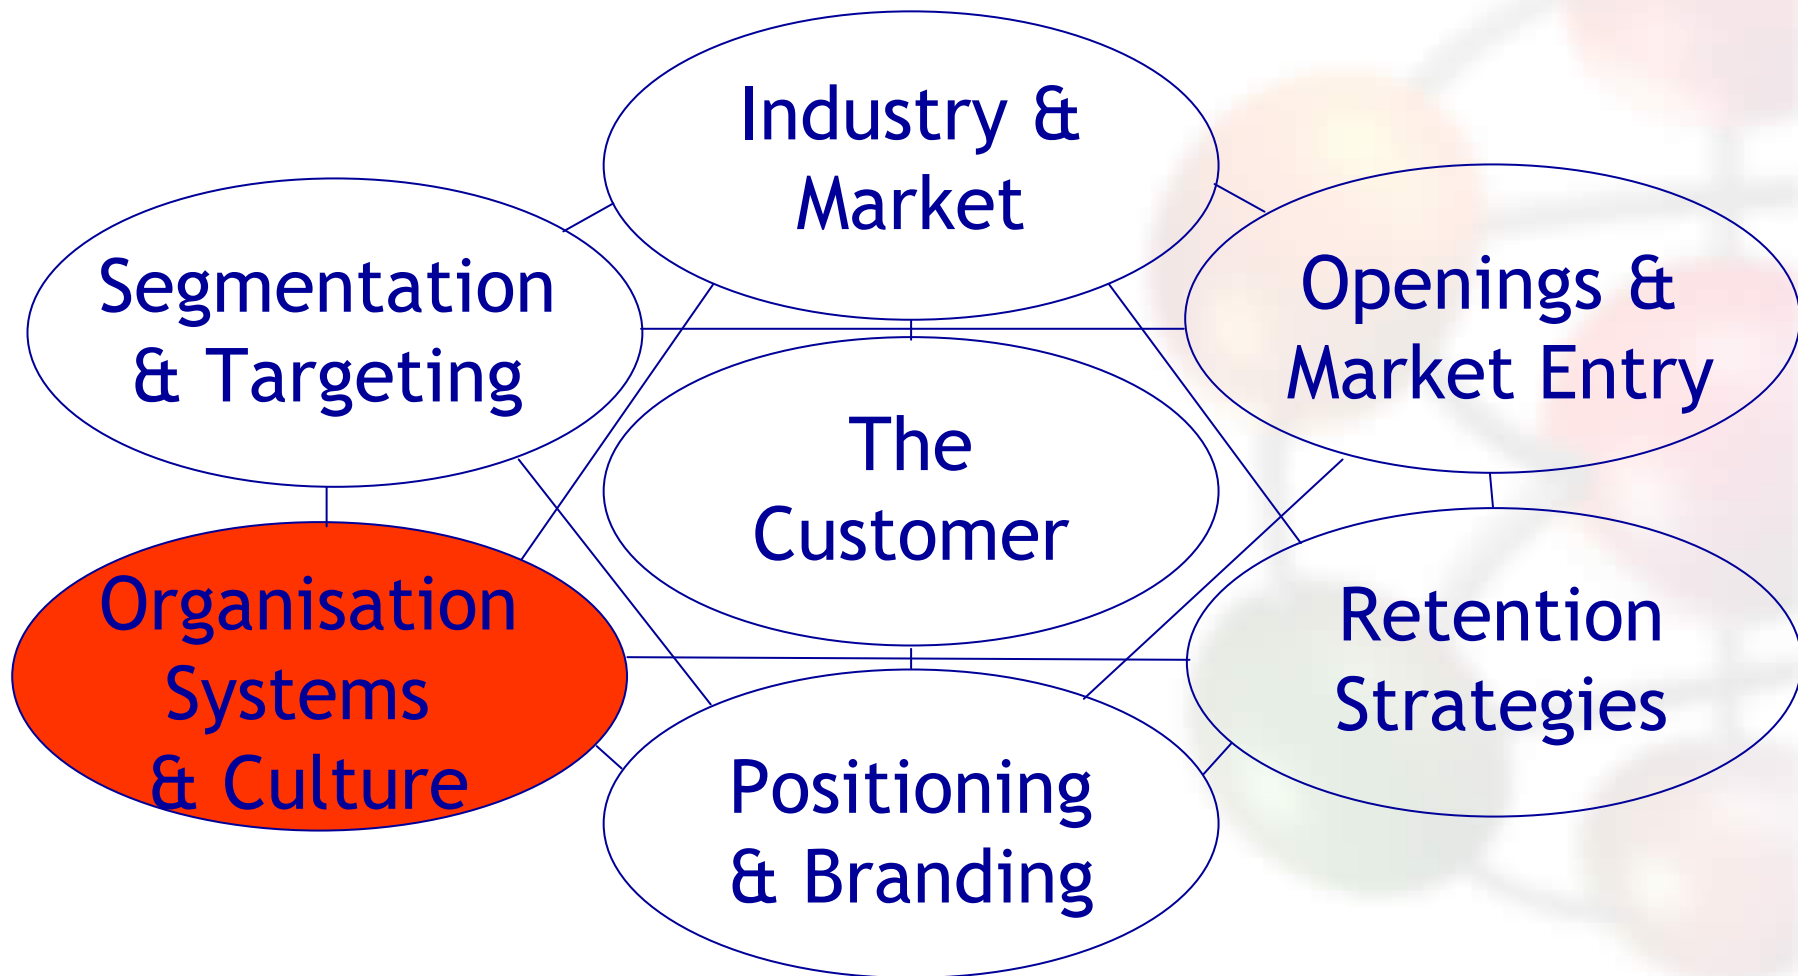 Industry &
Market
Segmentation
& Targeting
Openings &
Market Entry
The
Customer
Organisation
Systems
& Culture
Retention
Strategies
Positioning
& Branding